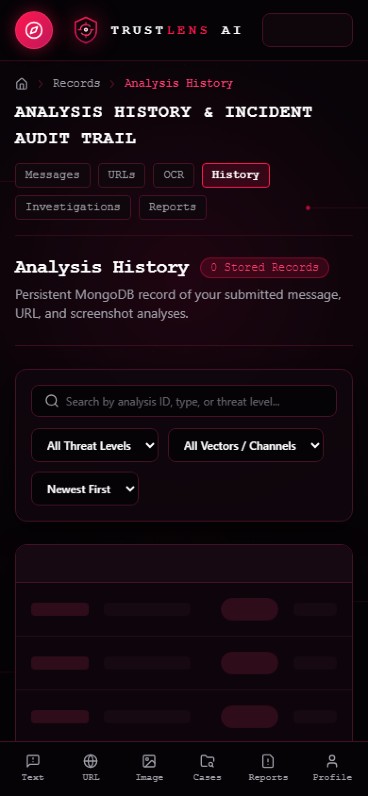 TRUSTLENS AI
Records
Analysis History
ANALYSIS HISTORY & INCIDENT
AUDIT TRAIL
Messages
URLs
OCR
History
Investigations
Reports
Analysis History
0 Stored Records
Persistent MongoDB record of your submitted message,
URL, and screenshot analyses.
Search by analysis ID, type, or threat level...
All Threat Levels
All Vectors / Channels
Newest First
Text
URL
Image
Cases
Reports
Profile